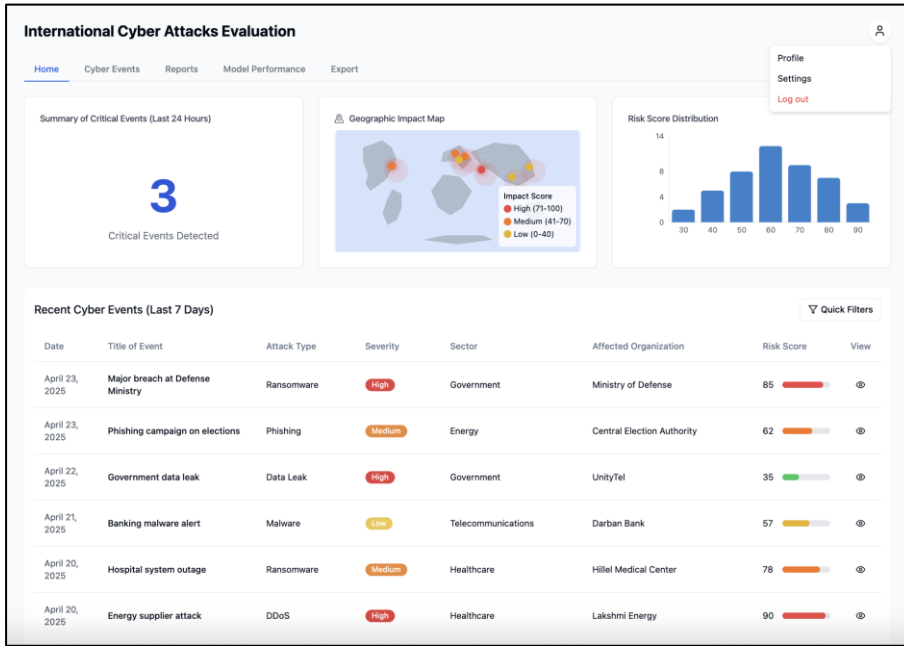 International Cyber Attacks Evaluation
Home Cyber Events Reports Model Performance Export
Profile
Settings
Log out
Summary of Critical Events (Last 24 Hours)
3
Critical Events Detected
Geographic Impact Map
Impact Score
High (71-100)
Medium (41-70)
Low (0-40)
Risk Score Distribution
14
8
4
0
30 40 50 60 70 80 90
Recent Cyber Events (Last 7 Days)
Quick Filters
Date Title of Event Attack Type Severity Sector Affected Organization Risk Score View
April 23,
2025
Major breach at Defense
Ministry
Ransomware High Government Ministry of Defense 85
April 23,
2025
Phishing campaign on elections Phishing Medium Energy Central Election Authority 62
April 22,
2025
Government data leak Data Leak High Government UnityTel 35
April 21,
2025
Banking malware alert Malware Low Telecommunications Darban Bank 57
April 20,
2025
Hospital system outage Ransomware Medium Healthcare Hillel Medical Center 78
April 20,
2025
Energy supplier attack DDoS High Healthcare Lakshmi Energy 90